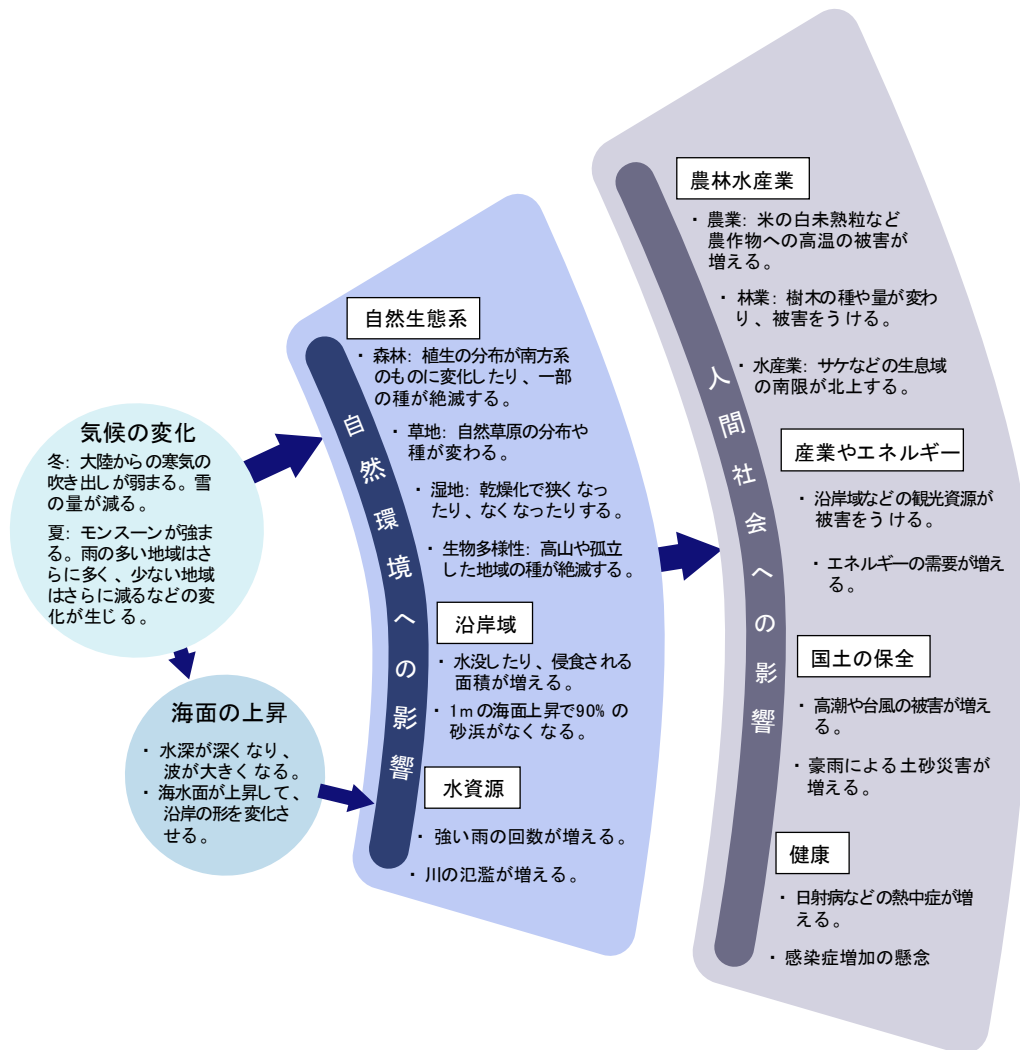 気候の変化
冬: 大陸からの寒気の
吹き出しが弱まる。雪
の量が減る。
夏: モンスーンが強ま
る。雨の多い地域はさ
らに多く、少ない地域
はさらに減るなどの変
化が生じる。
海面の上昇
・ 水深が深くなり、
波が大きくなる。
・ 海水面が上昇して、
沿岸の形を変化さ
せる。
自然環境への影響
自然生態系
・ 森林: 植生の分布が南方系
のものに変化したり、一部
の種が絶滅する。
・ 草地: 自然草原の分布や
種が変わる。
・ 湿地: 乾燥化で狭くなっ
たり、なくなったりする。
・ 生物多様性: 高山や孤立
した地域の種が絶滅する。
沿岸域
・ 水没したり、侵食される
面積が増える。
・ 1mの海面上昇で90%の
砂浜がなくなる。
水資源
・ 強い雨の回数が増える。
・ 川の氾濫が増える。
人間社会への影響
農林水産業
・ 農業: 米の白未熟粒など
農作物への高温の被害が
増える。
・ 林業: 樹木の種や量が変わ
り、被害をうける。
・ 水産業: サケなどの生息域
の南限が北上する。
産業やエネルギー
・ 沿岸域などの観光資源が
被害をうける。
・ エネルギーの需要が増え
る。
国土の保全
・ 高潮や台風の被害が増え
る。
・ 豪雨による土砂災害が
増える。
健康
・ 日射病などの熱中症が増
える。
・ 感染症増加の懸念